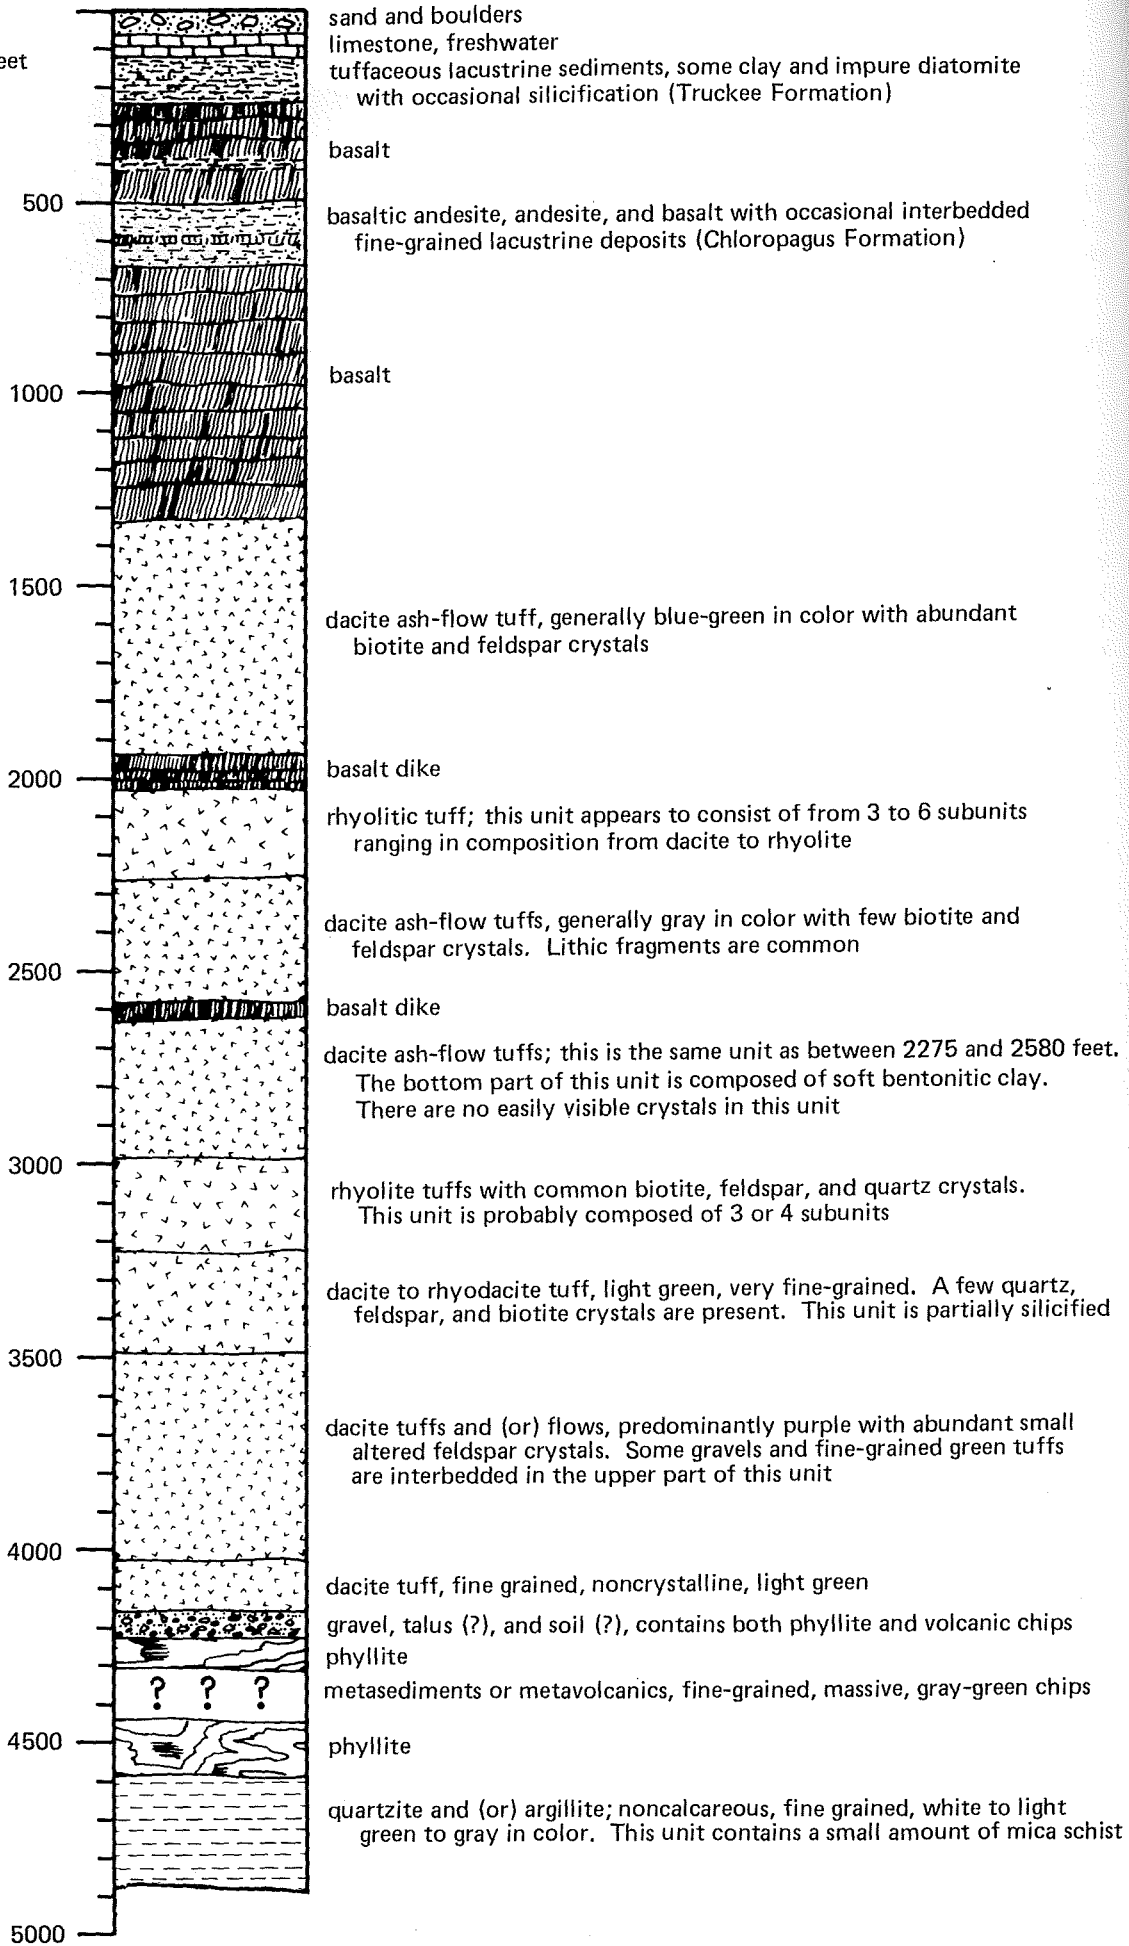 sand and boulders
limestone, freshwater
eet
tuffaceous lacustrine sediments, some clay and impure diatomite
with occasional silicification (Truckee Formation)
basalt
500
basaltic andesite, andesite, and basalt with occasional interbedded
fine-grained lacustrine deposits (Chloropagus Formation)
basalt
1000
1500
dacite ash-flow tuff, generally blue-green in color with abundant
biotite and feldspar crystals
basalt dike
2000
rhyolitic tuff; this unit appears to consist of from 3 to 6 subunits
ranging in composition from dacite to rhyolite
dacite ash-flow tuffs, generally gray in color with few biotite and
feldspar crystals. Lithic fragments are common
2500
basalt dike
dacite ash-flow tuffs; this is the same unit as between 2275 and 2580 feet.
The bottom part of this unit is composed of soft bentonitic clay.
There are no easily visible crystals in this unit
3000
rhyolite tuffs with common biotite, feldspar, and quartz crystals.
This unit is probably composed of 3 or 4 subunits
dacite to rhyodacite tuff, light green, very fine-grained. A few quartz,
feldspar, and biotite crystals are present. This unit is partially silicified
3500
dacite tuffs and (or) flows, predominantly purple with abundant small
altered feldspar crystals. Some gravels and fine-grained green tuffs
are interbedded in the upper part of this unit
4000
dacite tuff, fine grained, noncrystalline, light green
gravel, talus (?), and soil (?), contains both phyllite and volcanic chips
phyllite
? ? ?
metasediments or metavolcanics, fine-grained, massive, gray-green chips
4500
phyllite
quartzite and (or) argillite; noncalcareous, fine grained, white to light
green to gray in color. This unit contains a small amount of mica schist
5000